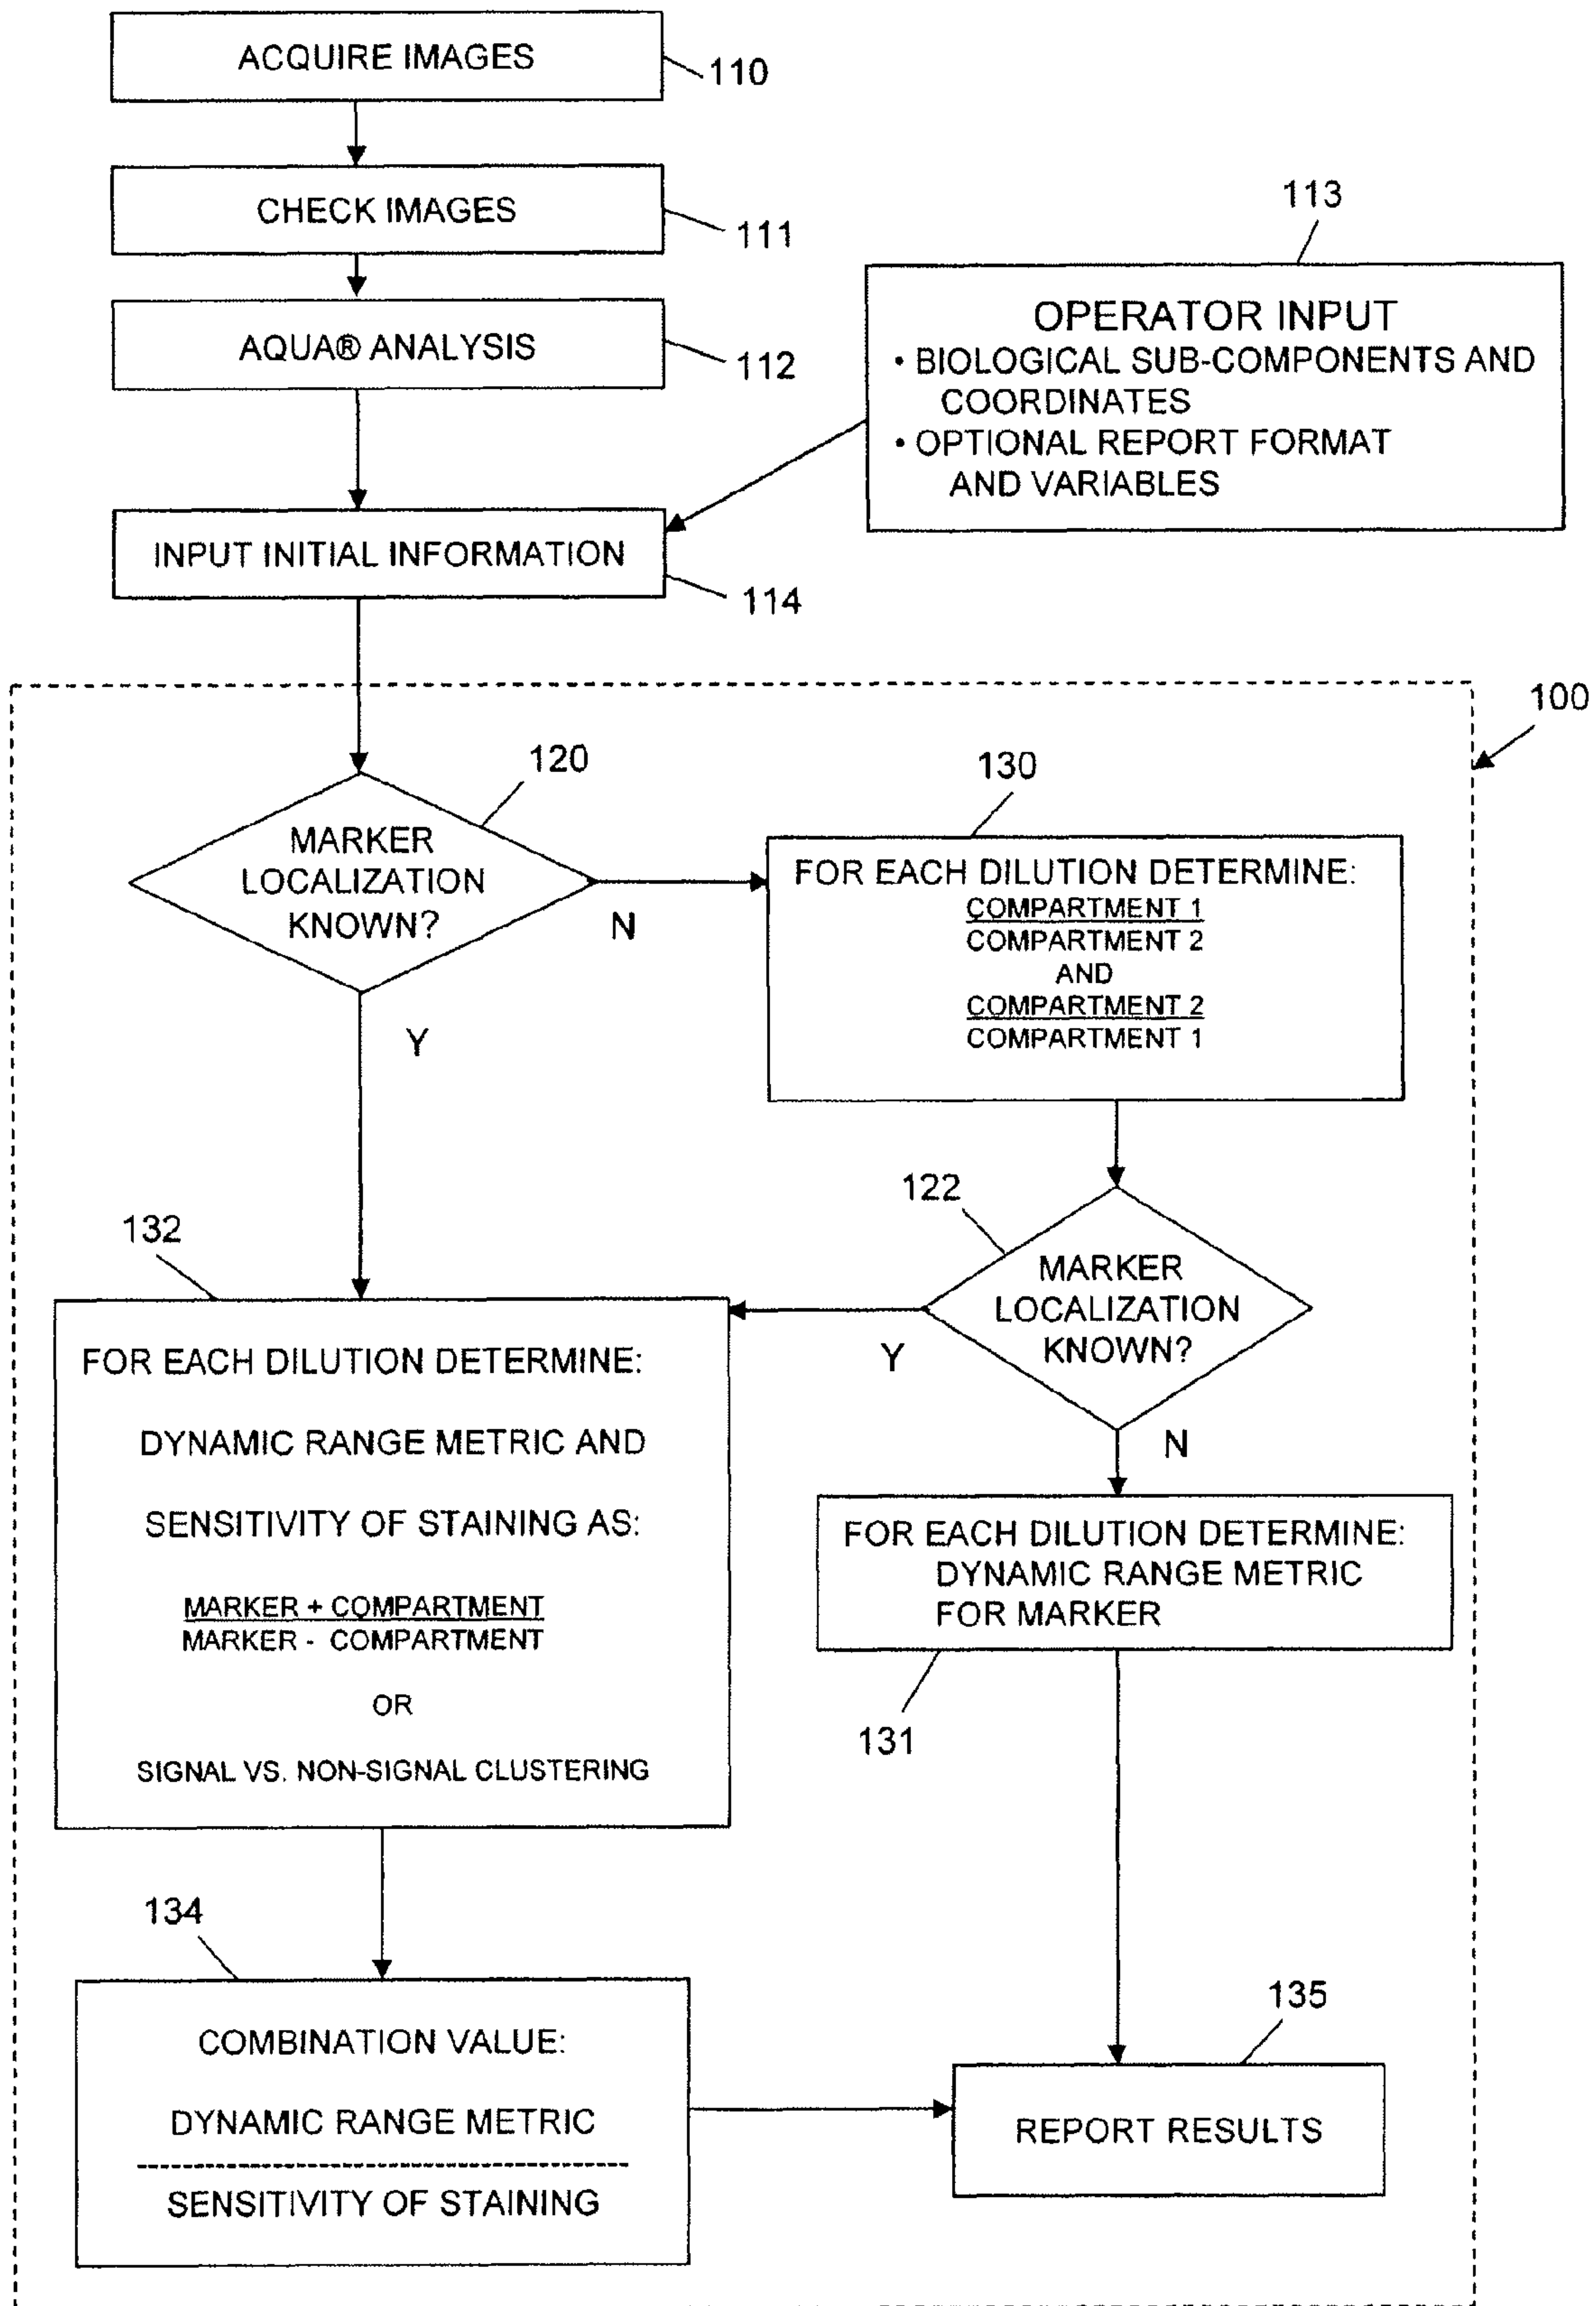 ACQUIRE IMAGES
110
CHECK IMAGES
111
AQUA® ANALYSIS
112
113
OPERATOR INPUT
• BIOLOGICAL SUB-COMPONENTS AND
COORDINATES
• OPTIONAL REPORT FORMAT
AND VARIABLES
INPUT INITIAL INFORMATION
114
100
120
MARKER
LOCALIZATION
KNOWN?
N
Y
130
FOR EACH DILUTION DETERMINE:
COMPARTMENT 1
COMPARTMENT 2
AND
COMPARTMENT 2
COMPARTMENT 1
122
MARKER
LOCALIZATION
KNOWN?
Y
N
132
FOR EACH DILUTION DETERMINE:
DYNAMIC RANGE METRIC AND
SENSITIVITY OF STAINING AS:
MARKER + COMPARTMENT
MARKER - COMPARTMENT
OR
SIGNAL VS. NON-SIGNAL CLUSTERING
FOR EACH DILUTION DETERMINE:
DYNAMIC RANGE METRIC
FOR MARKER
131
134
COMBINATION VALUE:
DYNAMIC RANGE METRIC
SENSITIVITY OF STAINING
135
REPORT RESULTS